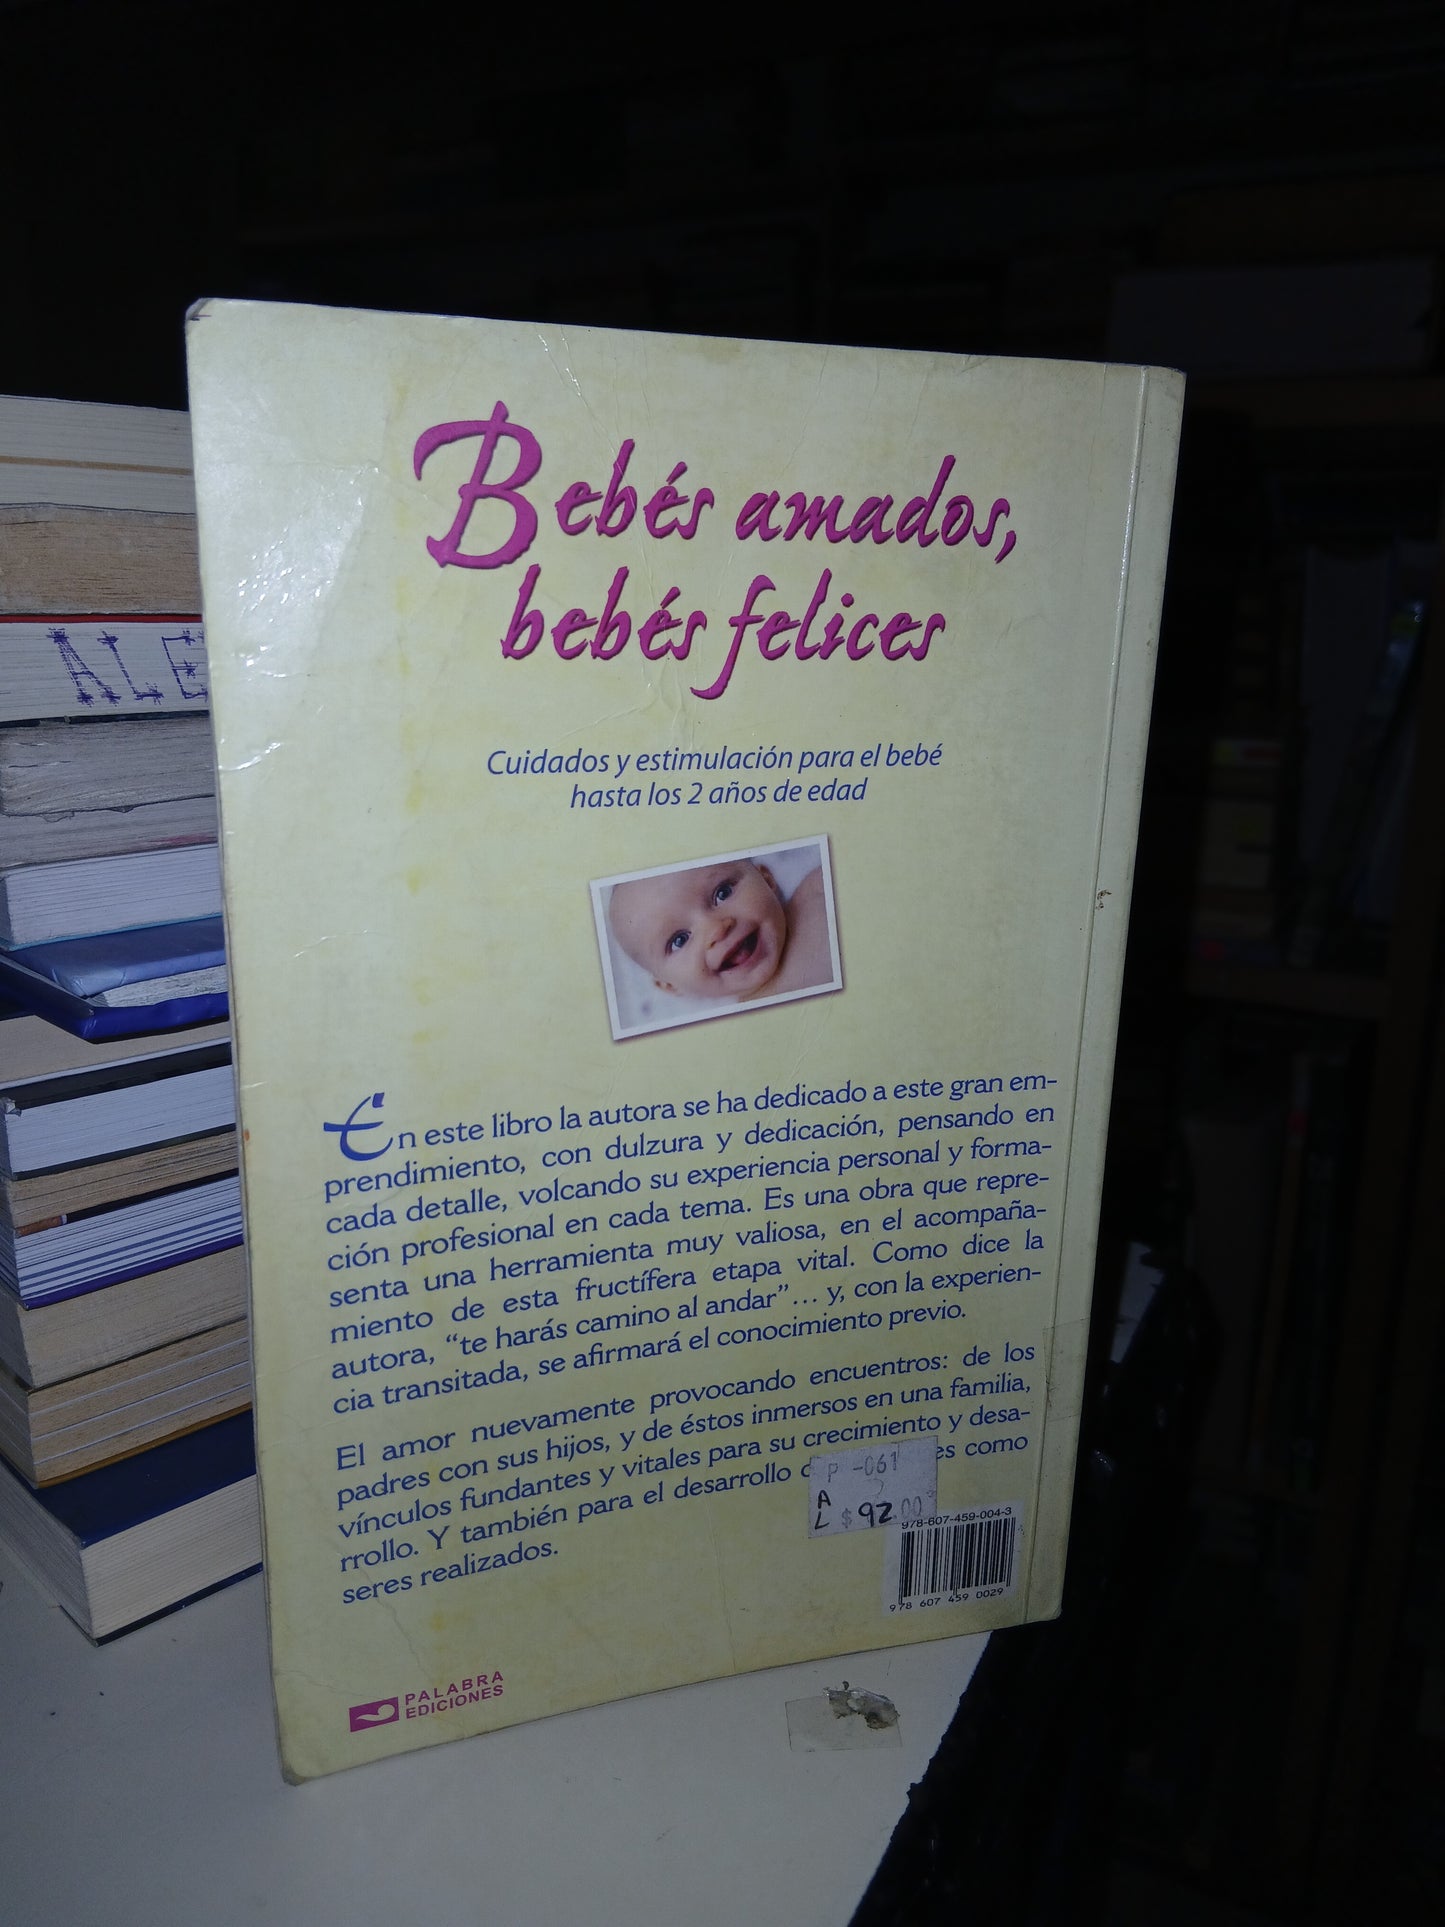 Bebés amados,
bebés felices
Cuidados y estimulación para el bebé
hasta los 2 años de edad
En este libro la autora se ha dedicado a este gran em-
prendimiento, con dulzura y dedicación, pensando en
cada detalle, volcando su experiencia personal y forma-
ción profesional en cada tema. Es una obra que repre-
senta una herramienta muy valiosa, en el acompaña-
miento de esta fructífera etapa vital. Como dice la
autora, “te harás camino al andar”... y, con la experien-
cia transitada, se afirmará el conocimiento previo.
El amor nuevamente provocando encuentros: de los
padres con sus hijos, y de éstos inmersos en una familia,
vínculos fundantes y vitales para su crecimiento y desa-
rrollo. Y también para el desarrollo como
seres realizados.
P -061
A
L $ 92.00
978-607-459-004-3
9 78 607 459 0029
PALABRA
EDICIONES
ALE